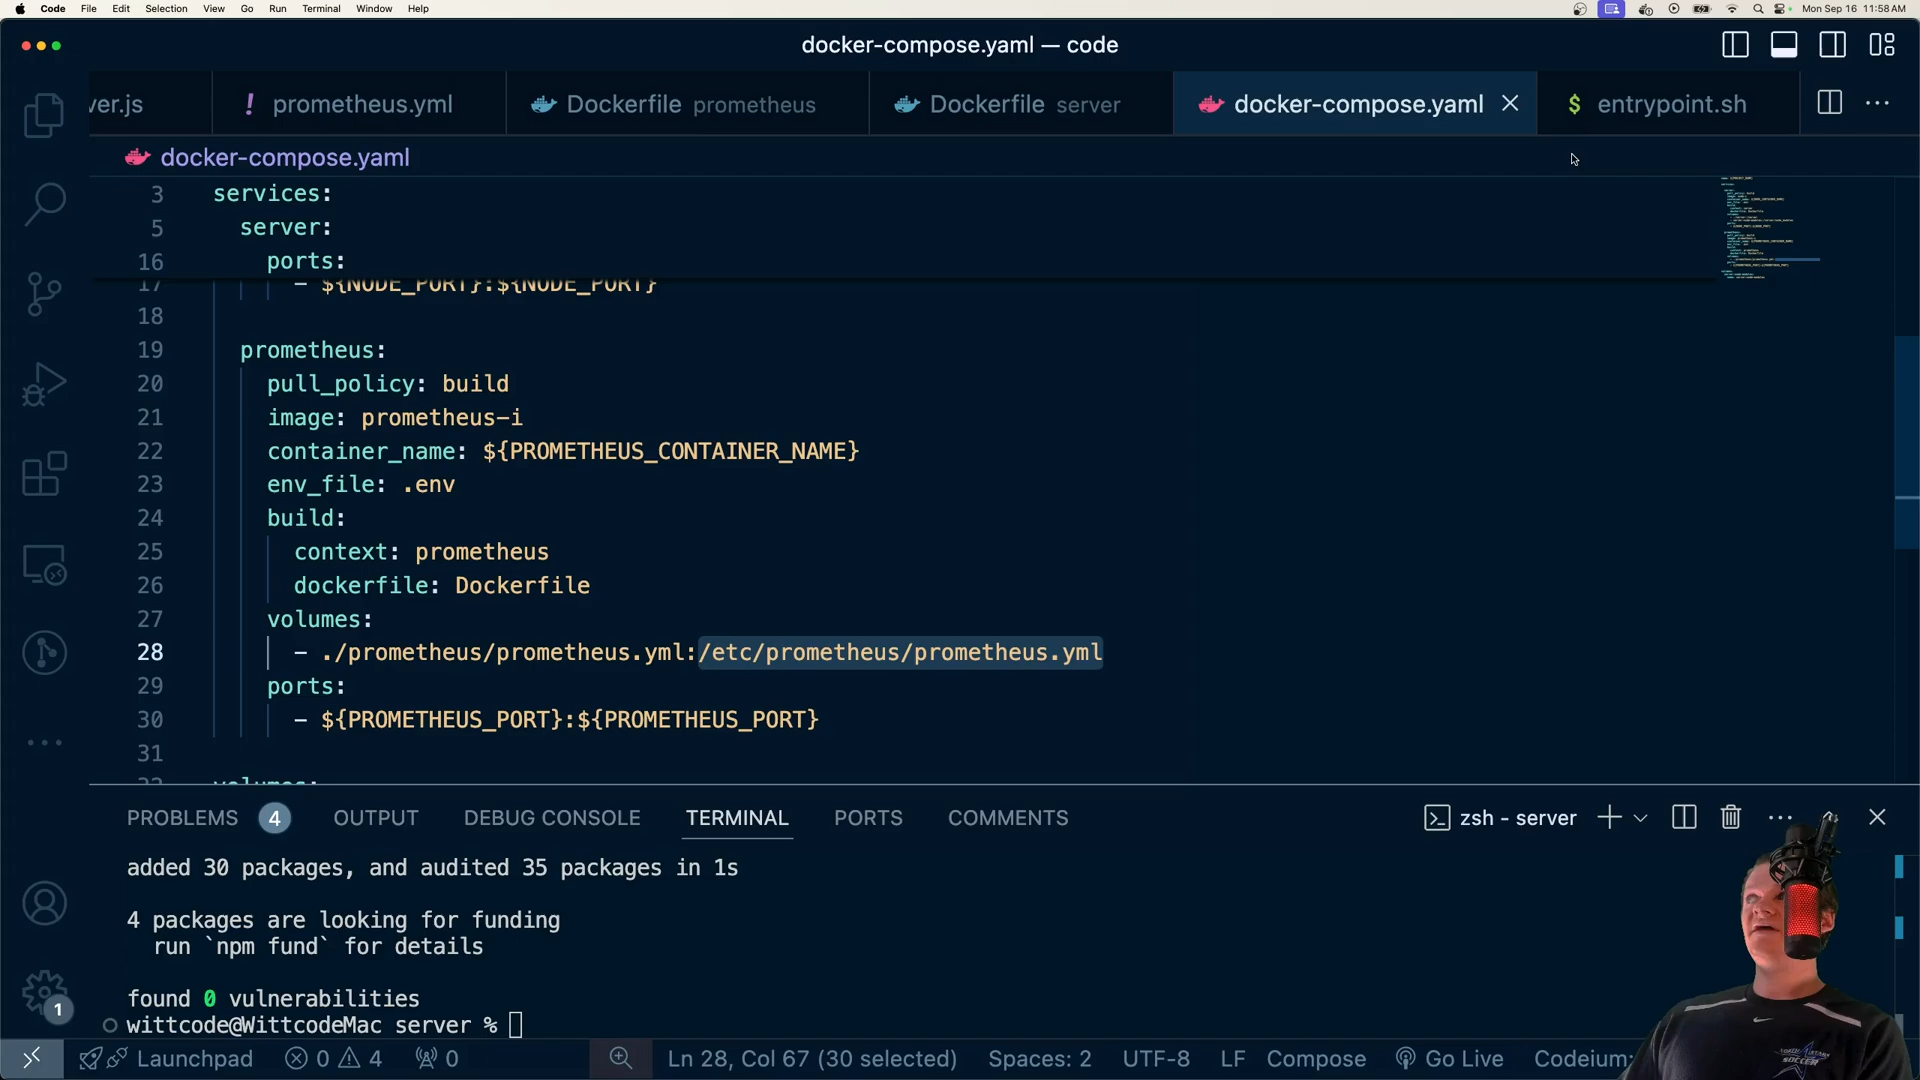 Code File Edit Selection View Go Run Terminal Window Help Mon Sep 16 11:58 AM
docker-compose.yaml — code
ver.js ! prometheus.yml Dockerfile prometheus Dockerfile server docker-compose.yaml $ entrypoint.sh
docker-compose.yaml
3 services:
5 server:
16 ports:
17 - ${NODE_PORT}:${NODE_PORT}
18
19 prometheus:
20 pull_policy: build
21 image: prometheus-i
22 container_name: ${PROMETHEUS_CONTAINER_NAME}
23 env_file: .env
24 build:
25 context: prometheus
26 dockerfile: Dockerfile
27 volumes:
28 - ./prometheus/prometheus.yml:/etc/prometheus/prometheus.yml
29 ports:
30 - ${PROMETHEUS_PORT}:${PROMETHEUS_PORT}
31
32 volumes:
PROBLEMS 4 OUTPUT DEBUG CONSOLE TERMINAL PORTS COMMENTS zsh - server
added 30 packages, and audited 35 packages in 1s
4 packages are looking for funding
run `npm fund` for details
found 0 vulnerabilities
wittcode@WittcodeMac server %
1
Launchpad 0 4 0 Ln 28, Col 67 (30 selected) Spaces: 2 UTF-8 LF Compose Go Live Codeium: